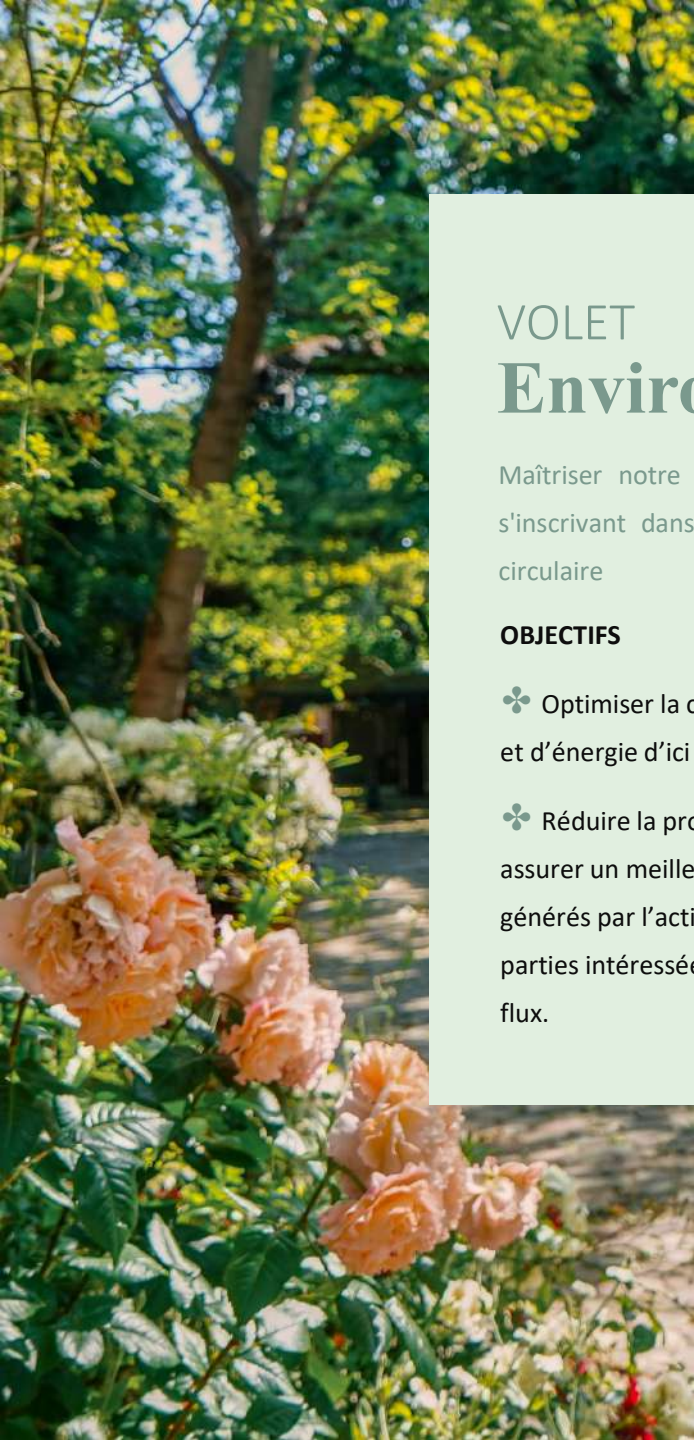 VOLET
Enviro
Maîtriser notre
s'inscrivant dans
circulaire
OBJECTIFS
✤ Optimiser la c
et d’énergie d’ici
✤ Réduire la pro
assurer un meille
générés par l’acti
parties intéressée
flux.